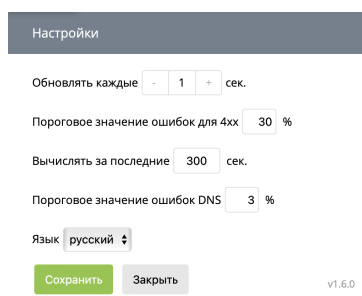 Настройки
Обновлять каждые - 1 + сек.
Пороговое значение ошибок для 4xx 30 %
Вычислять за последние 300 сек.
Пороговое значение ошибок DNS 3 %
Язык русский
Сохранить Закрыть v1.6.0